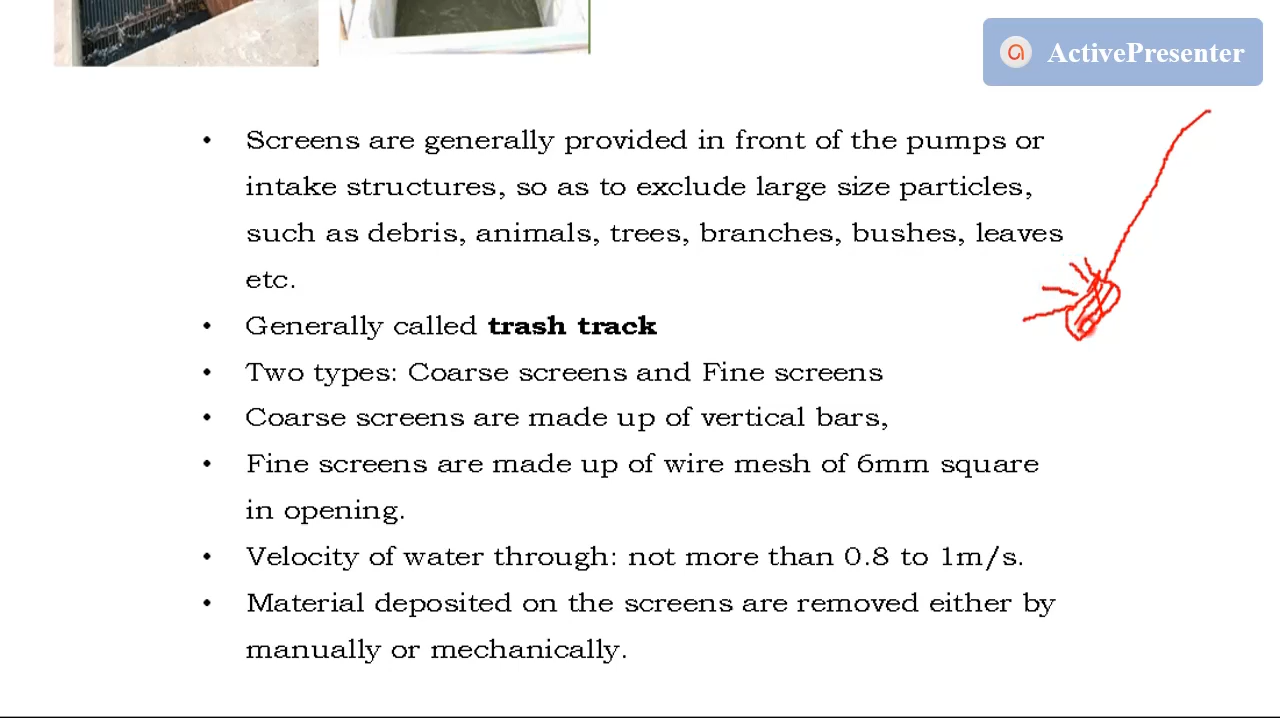 ActivePresenter
• Screens are generally provided in front of the pumps or
intake structures, so as to exclude large size particles,
such as debris, animals, trees, branches, bushes, leaves
etc.
• Generally called trash track
• Two types: Coarse screens and Fine screens
• Coarse screens are made up of vertical bars,
• Fine screens are made up of wire mesh of 6mm square
in opening.
• Velocity of water through: not more than 0.8 to 1m/s.
• Material deposited on the screens are removed either by
manually or mechanically.